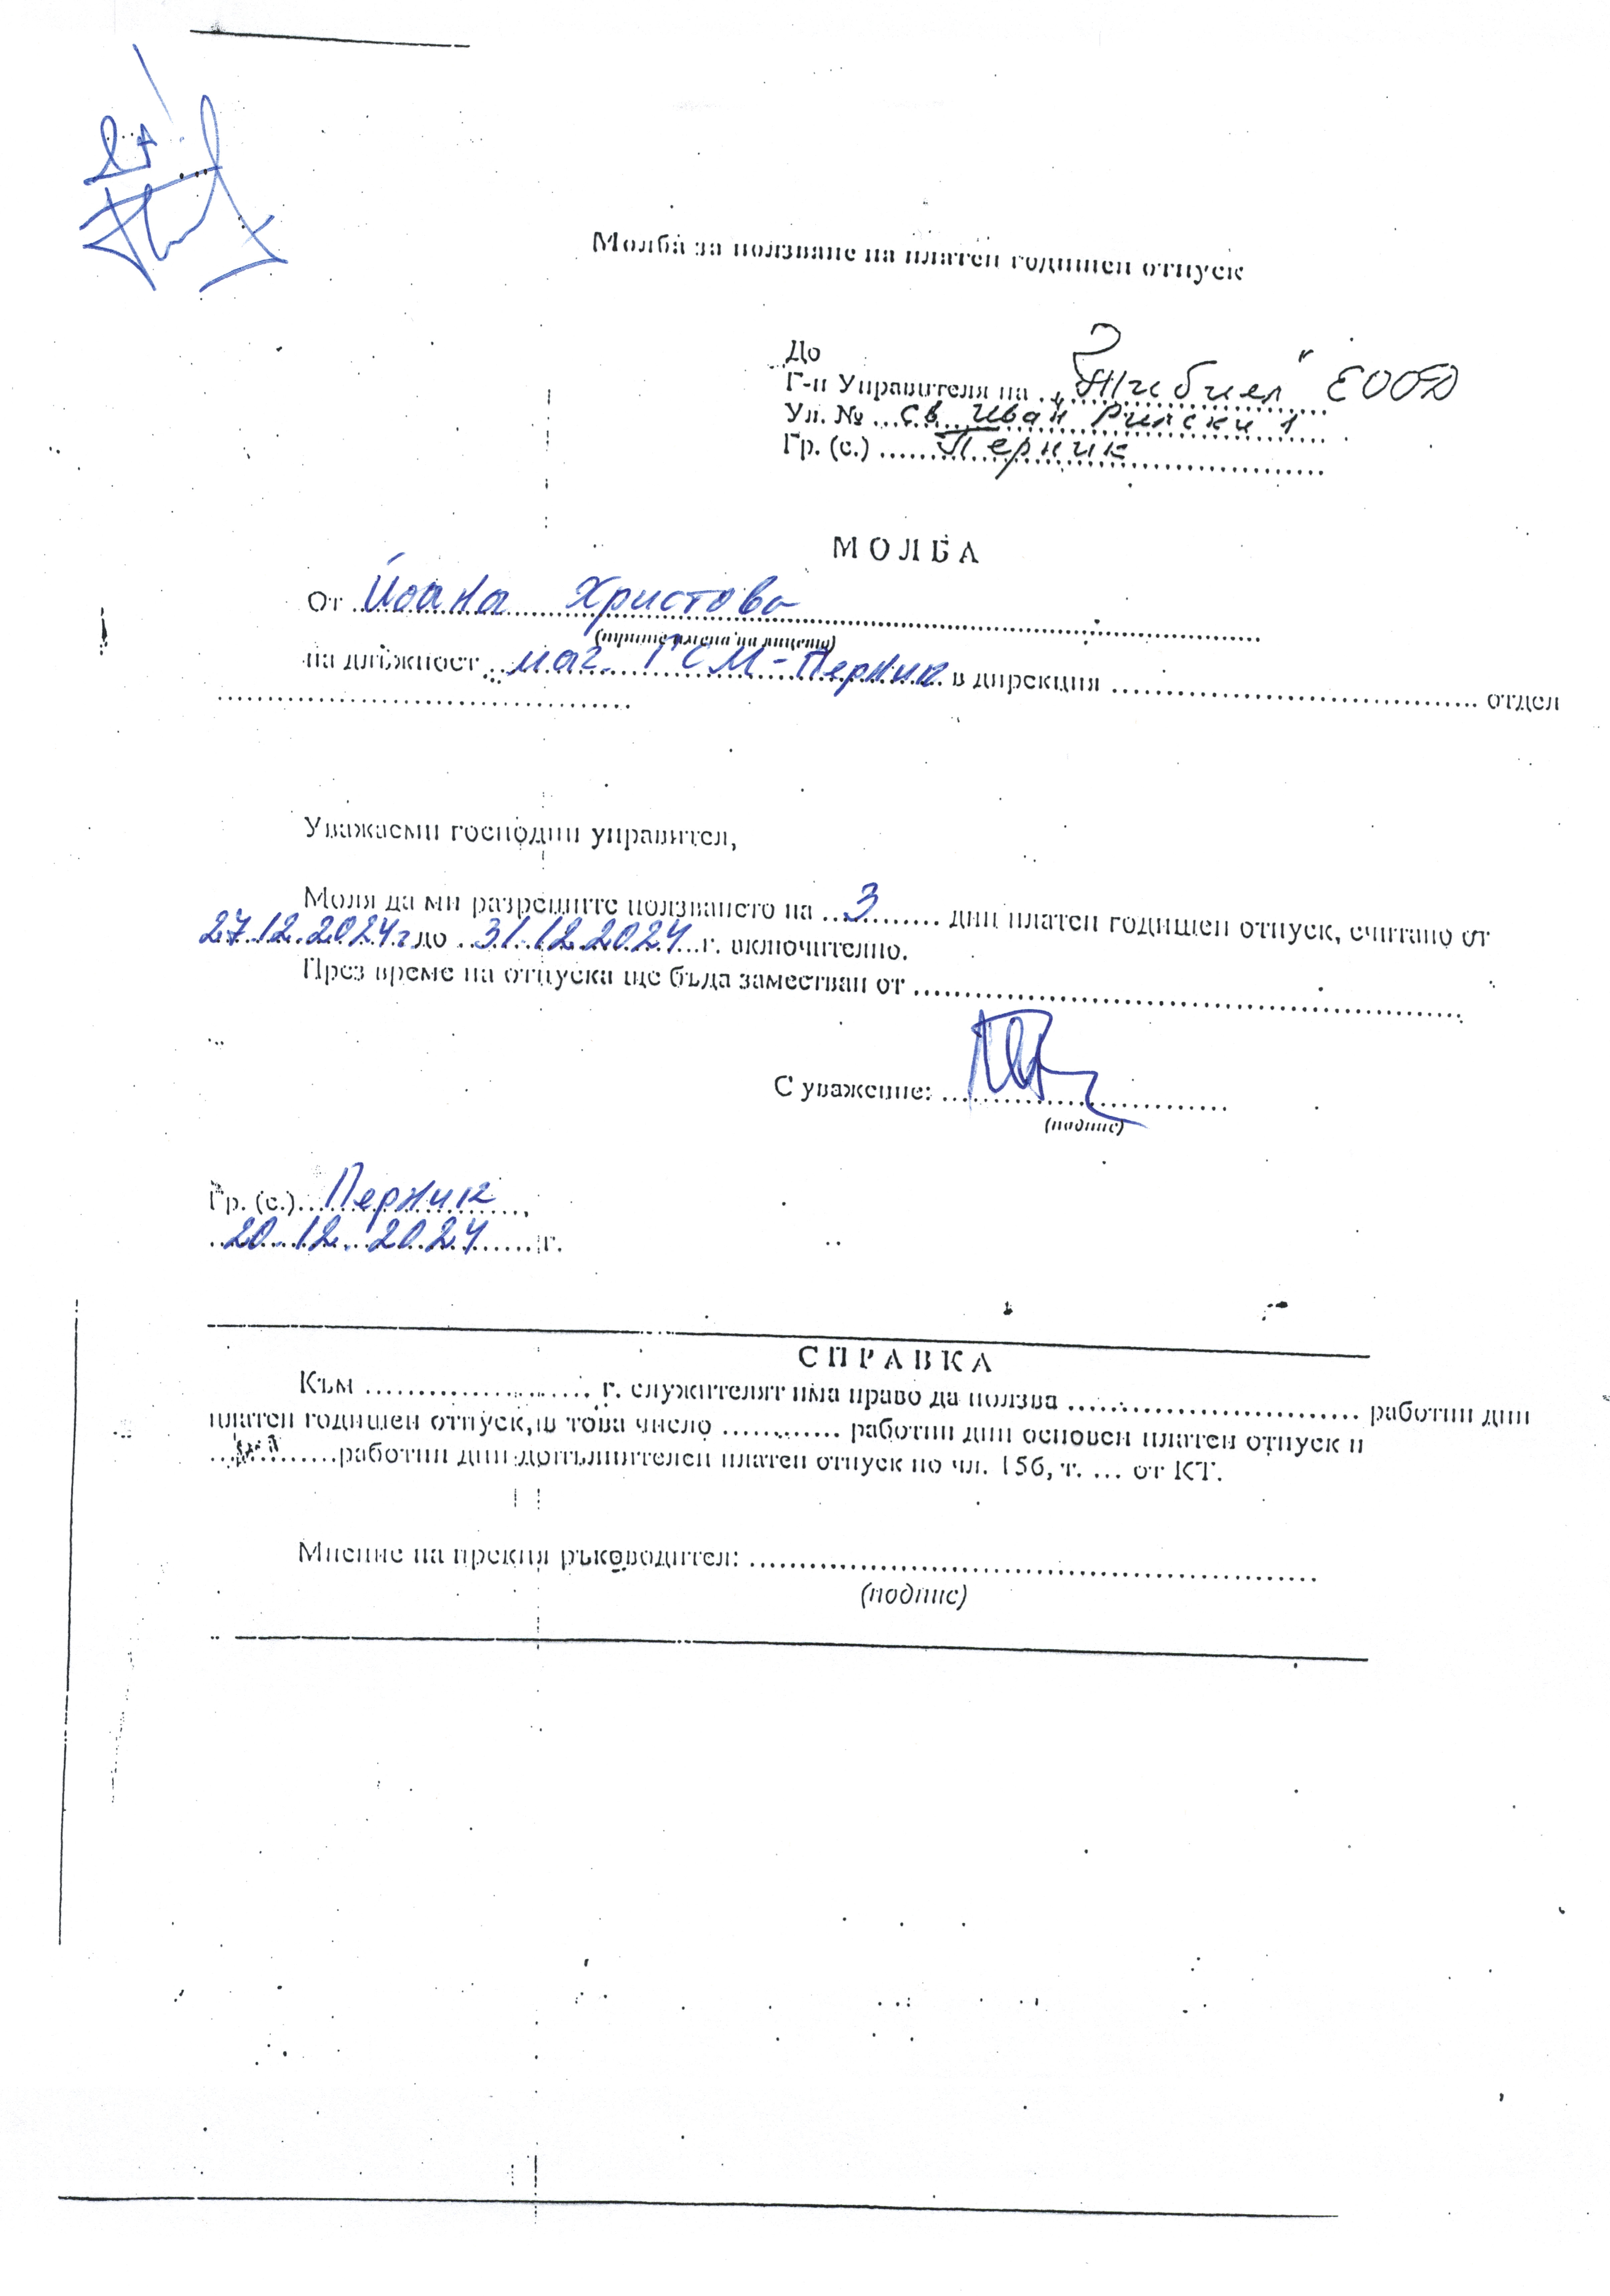 Молба за ползване на платен годишен отпуск
До
Г-н Управителя на „Жибиел" ЕООД
Ул. № Св. Иван Рилски 1
Гр. (с.) Перник
МОЛБА
От Йоана Христова
(трите имена на лицето)
на длъжност маг. ГСМ-Перник в дирекция отдел
Уважаеми господин управител,
Моля да ми разрешите ползването на 3 дни платен годишен отпуск, считано от
27.12.2024 г до 31.12.2024 г. включително.
През време на отпуска ще бъда заместван от
С уважение:
(подпис)
Гр. (с.) Перник,
20.12.2024 г.
СПРАВКА
Към г. служителят има право да ползва работни дни
платен годишен отпуск, в това число работни дни основен платен отпуск и
работни дни допълнителен платен отпуск по чл. 156, т. ... от КТ.
Мнение на прекия ръководител:
(подпис)